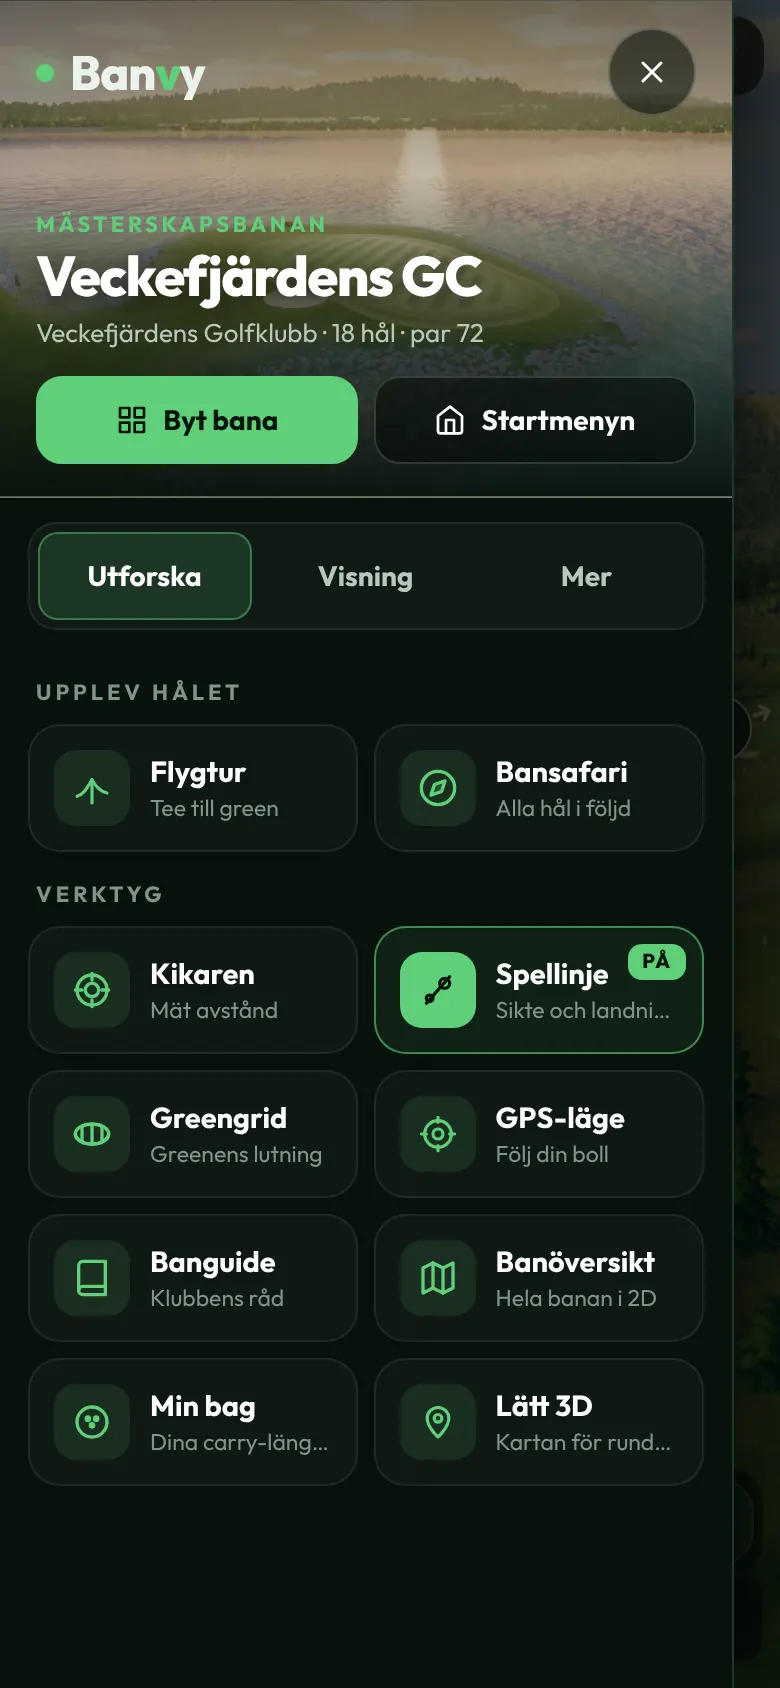 Banvy
MÄSTERSKAPSBANAN
Veckefjärdens GC
Veckefjärdens Golfklubb · 18 hål · par 72
Byt bana
Startmenyn
Utforska
Visning
Mer
UPPLEV HÅLET
Flygtur
Tee till green
Bansafari
Alla hål i följd
VERKTYG
Kikaren
Mät avstånd
Spellinje
PÅ
Sikte och landni...
Greengrid
Greenens lutning
GPS-läge
Följ din boll
Banguide
Klubbens råd
Banöversikt
Hela banan i 2D
Min bag
Dina carry-läng...
Lätt 3D
Kartan för rund...